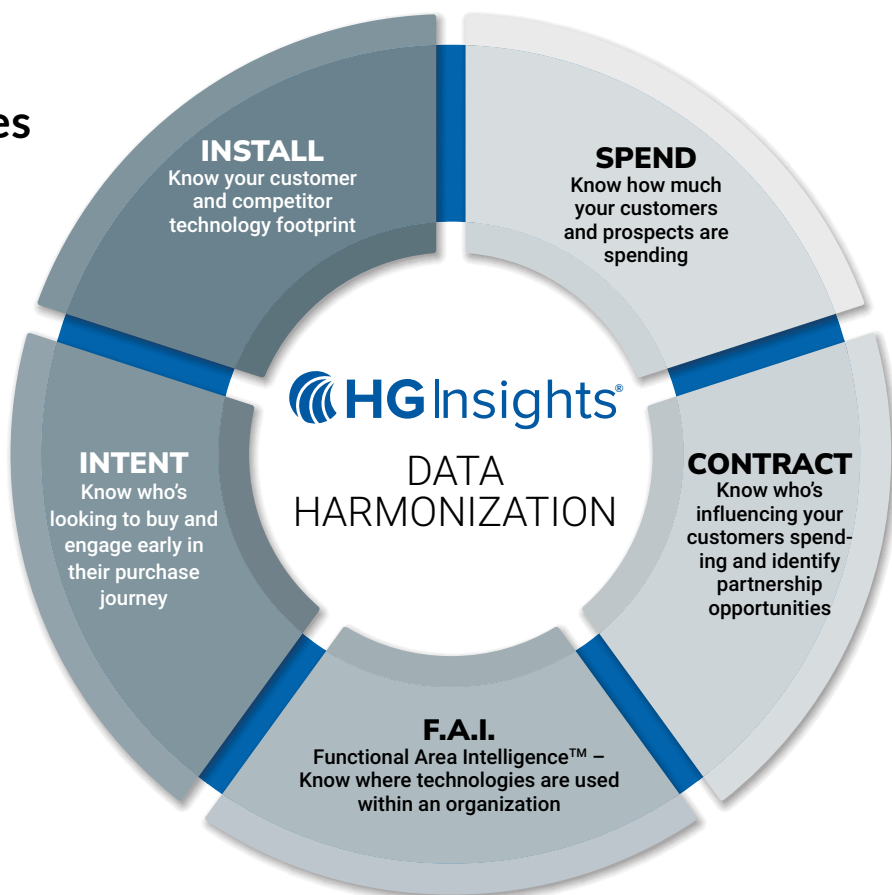 es
INSTALL
Know your customer
and competitor
technology footprint
SPEND
Know how much
your customers
and prospects are
spending
HG Insights®
DATA
HARMONIZATION
INTENT
Know who's
looking to buy and
engage early in
their purchase
journey
CONTRACT
Know who's
influencing your
customers spend-
ing and identify
partnership
opportunities
F.A.I.
Functional Area Intelligence™ –
Know where technologies are used
within an organization